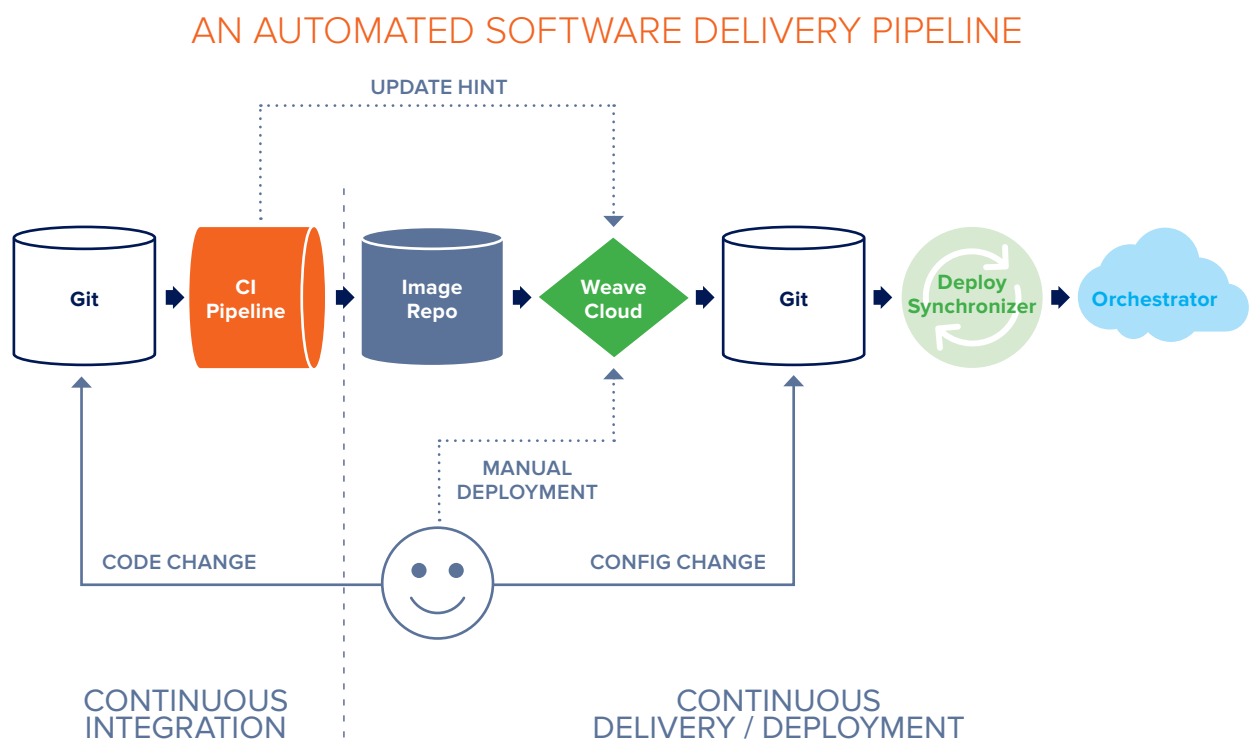 AN AUTOMATED SOFTWARE DELIVERY PIPELINE
UPDATE HINT
Git
CI
Pipeline
Image
Repo
Weave
Cloud
Git
Deploy
Synchronizer
Orchestrator
MANUAL
DEPLOYMENT
CODE CHANGE
CONFIG CHANGE
CONTINUOUS
INTEGRATION
CONTINUOUS
DELIVERY / DEPLOYMENT